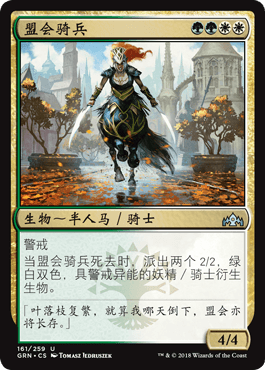 盟会骑兵
生物～半人马／骑士
警戒
当盟会骑兵死去时，派出两个2/2，绿
白双色，具警戒异能的妖精／骑士衍生
生物。
「叶落枝复繁，就算我哪天倒下，盟会亦
将长存。」
4/4
161/259 U
GRN • CS TOMASZ JEDRUSZEK
™ & © 2018 Wizards of the Coast